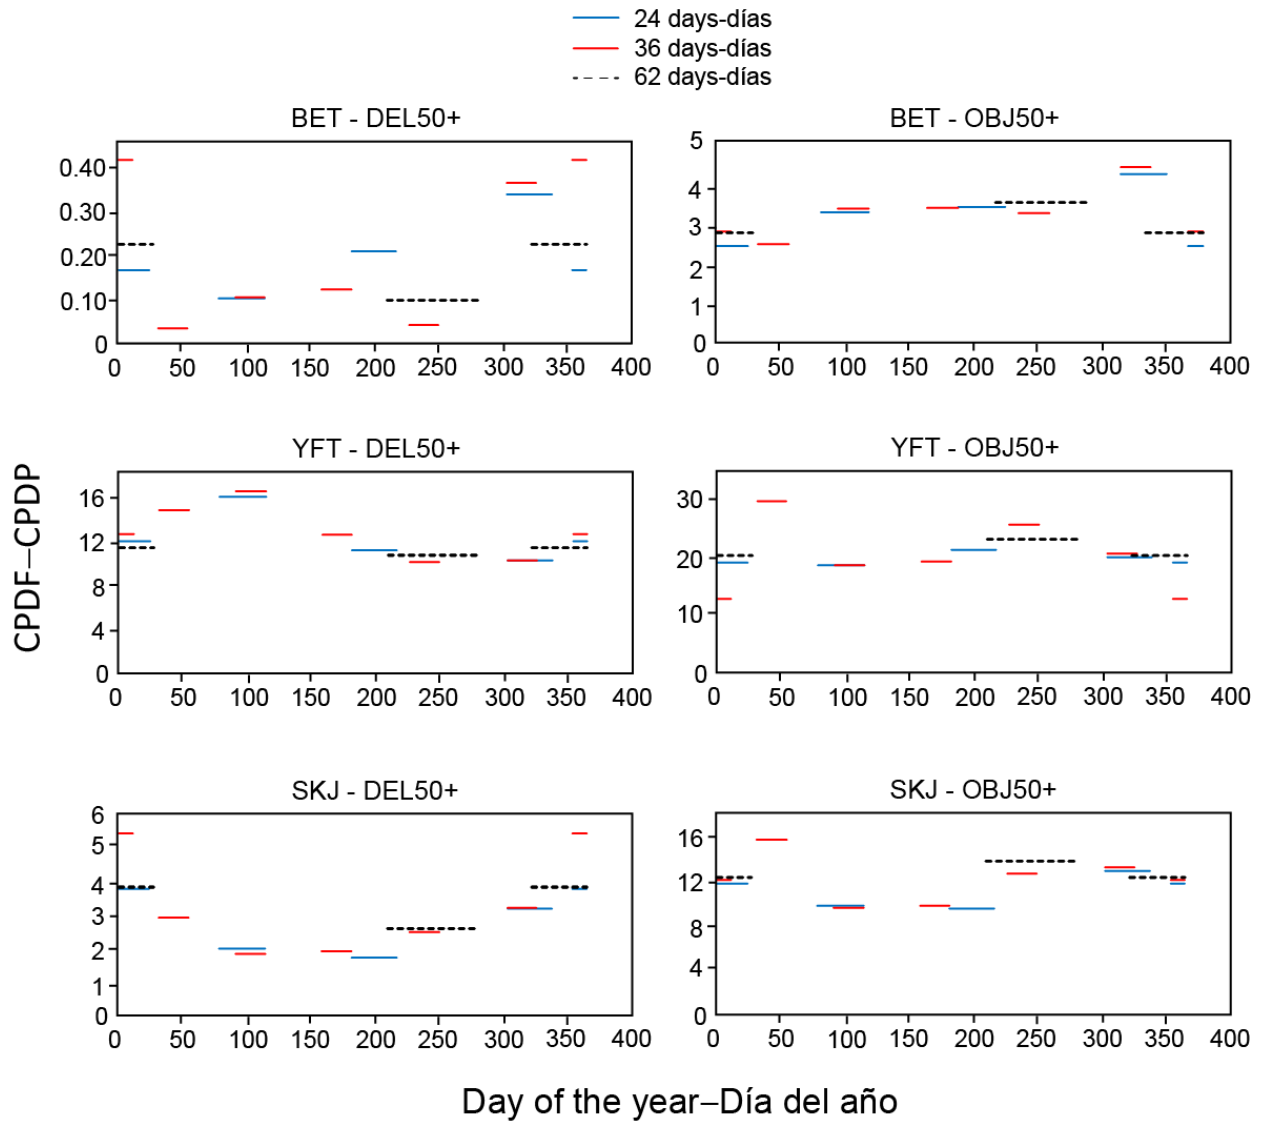 24 days-días
36 days-días
62 days-días
BET - DEL50+
BET - OBJ50+
0.40
0.30
0.20
0.10
0
0 50 100 150 200 250 300 350 400
5
4
3
2
1
0
0 50 100 150 200 250 300 350 400
CPDF–CPDP
YFT - DEL50+
YFT - OBJ50+
16
12
8
4
0
0 50 100 150 200 250 300 350 400
30
20
10
0
0 50 100 150 200 250 300 350 400
SKJ - DEL50+
SKJ - OBJ50+
6
5
4
3
2
1
0
0 50 100 150 200 250 300 350 400
16
12
8
4
0
0 50 100 150 200 250 300 350 400
Day of the year–Día del año